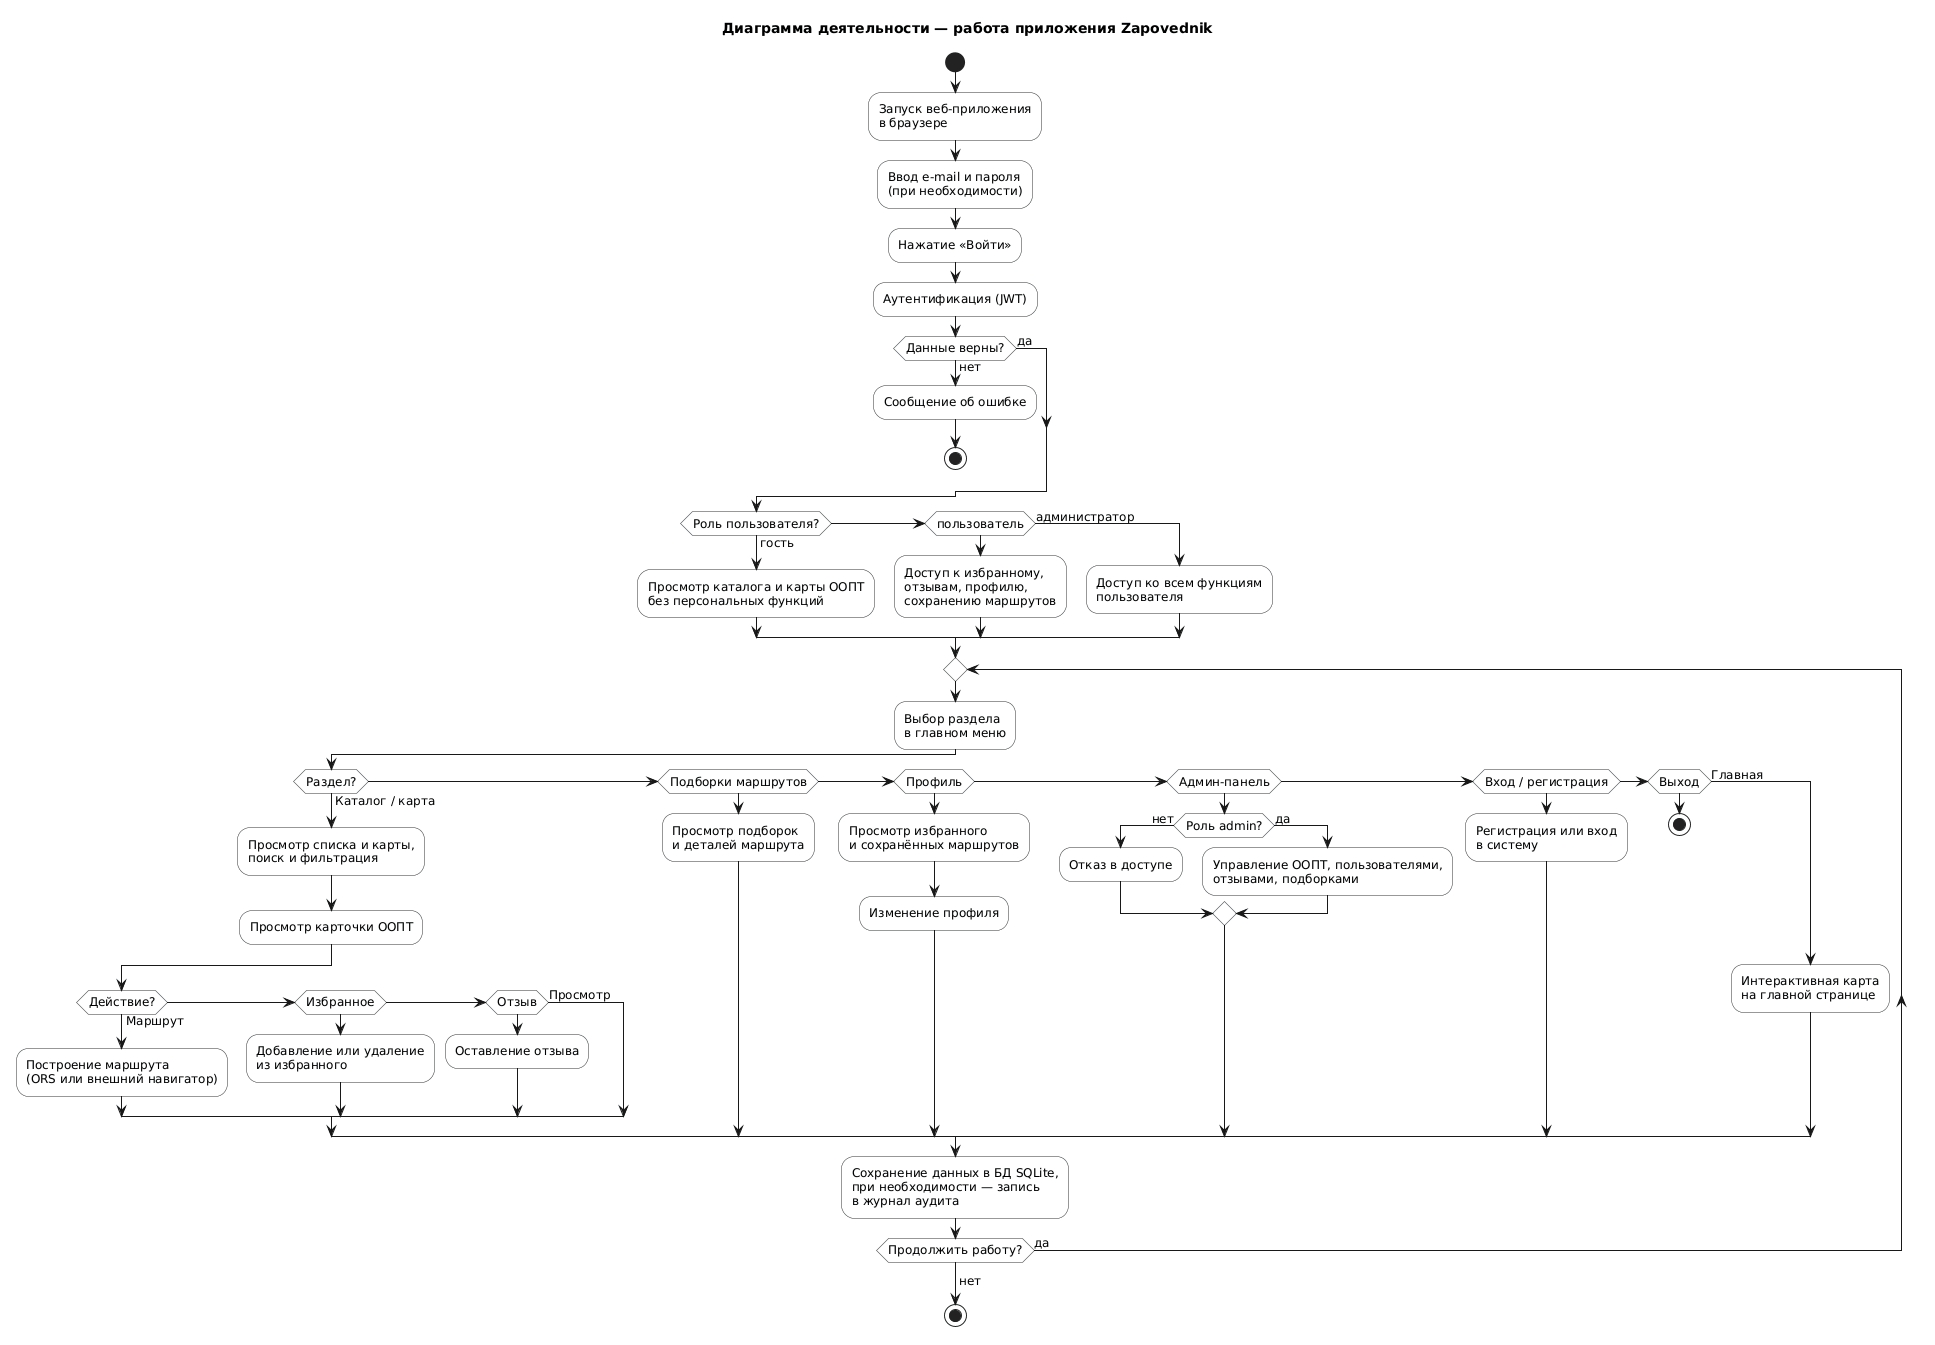 Диаграмма деятельности — работа приложения Zapovednik
Запуск веб-приложения
в браузере
Ввод e-mail и пароля
(при необходимости)
Нажатие «Войти»
Аутентификация (JWT)
Данные верны?
да
нет
Сообщение об ошибке
Роль пользователя?
гость
пользователь
администратор
Просмотр каталога и карты ООПТ
без персональных функций
Доступ к избранному,
отзывам, профилю,
сохранению маршрутов
Доступ ко всем функциям
пользователя
Выбор раздела
в главном меню
Раздел?
Каталог / карта
Подборки маршрутов
Профиль
Админ-панель
Вход / регистрация
Выход
Главная
Просмотр списка и карты,
поиск и фильтрация
Просмотр карточки ООПТ
Просмотр подборок
и деталей маршрута
Просмотр избранного
и сохранённых маршрутов
Изменение профиля
нет
Роль admin?
да
Отказ в доступе
Управление ООПТ, пользователями,
отзывами, подборками
Регистрация или вход
в систему
Интерактивная карта
на главной странице
Действие?
Маршрут
Избранное
Отзыв
Просмотр
Построение маршрута
(ORS или внешний навигатор)
Добавление или удаление
из избранного
Оставление отзыва
Сохранение данных в БД SQLite,
при необходимости — запись
в журнал аудита
Продолжить работу?
да
нет